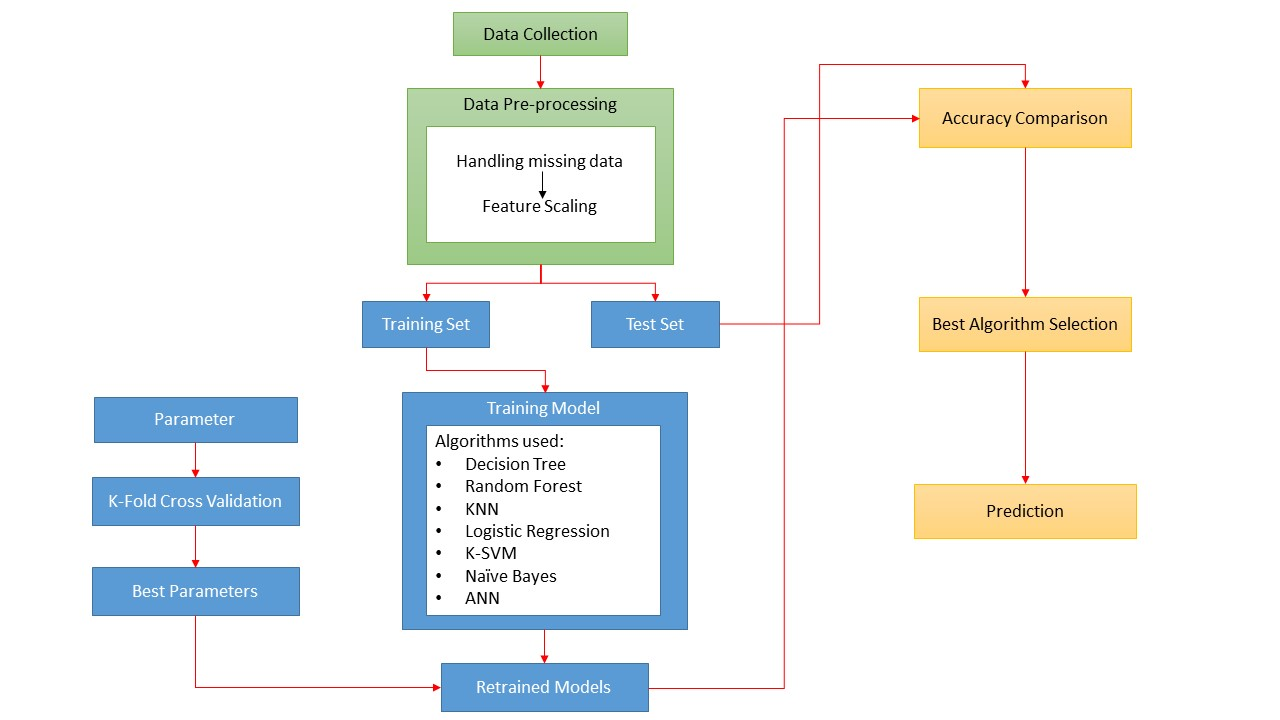 Data Collection
Data Pre-processing
Handling missing data
Feature Scaling
Training Set
Test Set
Training Model
Algorithms used:
• Decision Tree
• Random Forest
• KNN
• Logistic Regression
• K-SVM
• Naïve Bayes
• ANN
Parameter
K-Fold Cross Validation
Best Parameters
Retrained Models
Accuracy Comparison
Best Algorithm Selection
Prediction